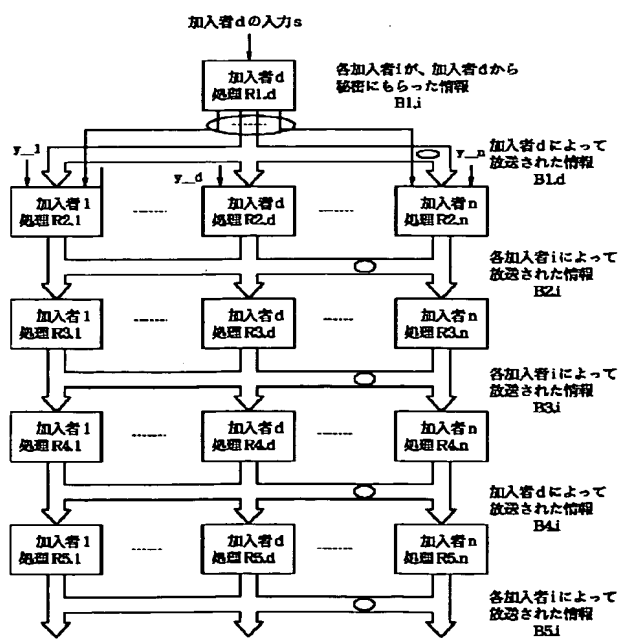 加入者dの入力s
加入者d
処理R1.d
各加入者iが、加入者dから
秘密にもらった情報
B1.i
加入者dによって
放送された情報
B1.d
y_1
y_d
y_n
加入者1
処理R2.1
加入者d
処理R2.d
加入者n
処理R2.n
各加入者iによって
放送された情報
B2.i
加入者1
処理R3.1
加入者d
処理R3.d
加入者n
処理R3.n
各加入者iによって
放送された情報
B3.i
加入者1
処理R4.1
加入者d
処理R4.d
加入者n
処理R4.n
加入者dによって
放送された情報
B4.i
加入者1
処理R5.1
加入者d
処理R5.d
加入者n
処理R5.n
各加入者iによって
放送された情報
B5.i